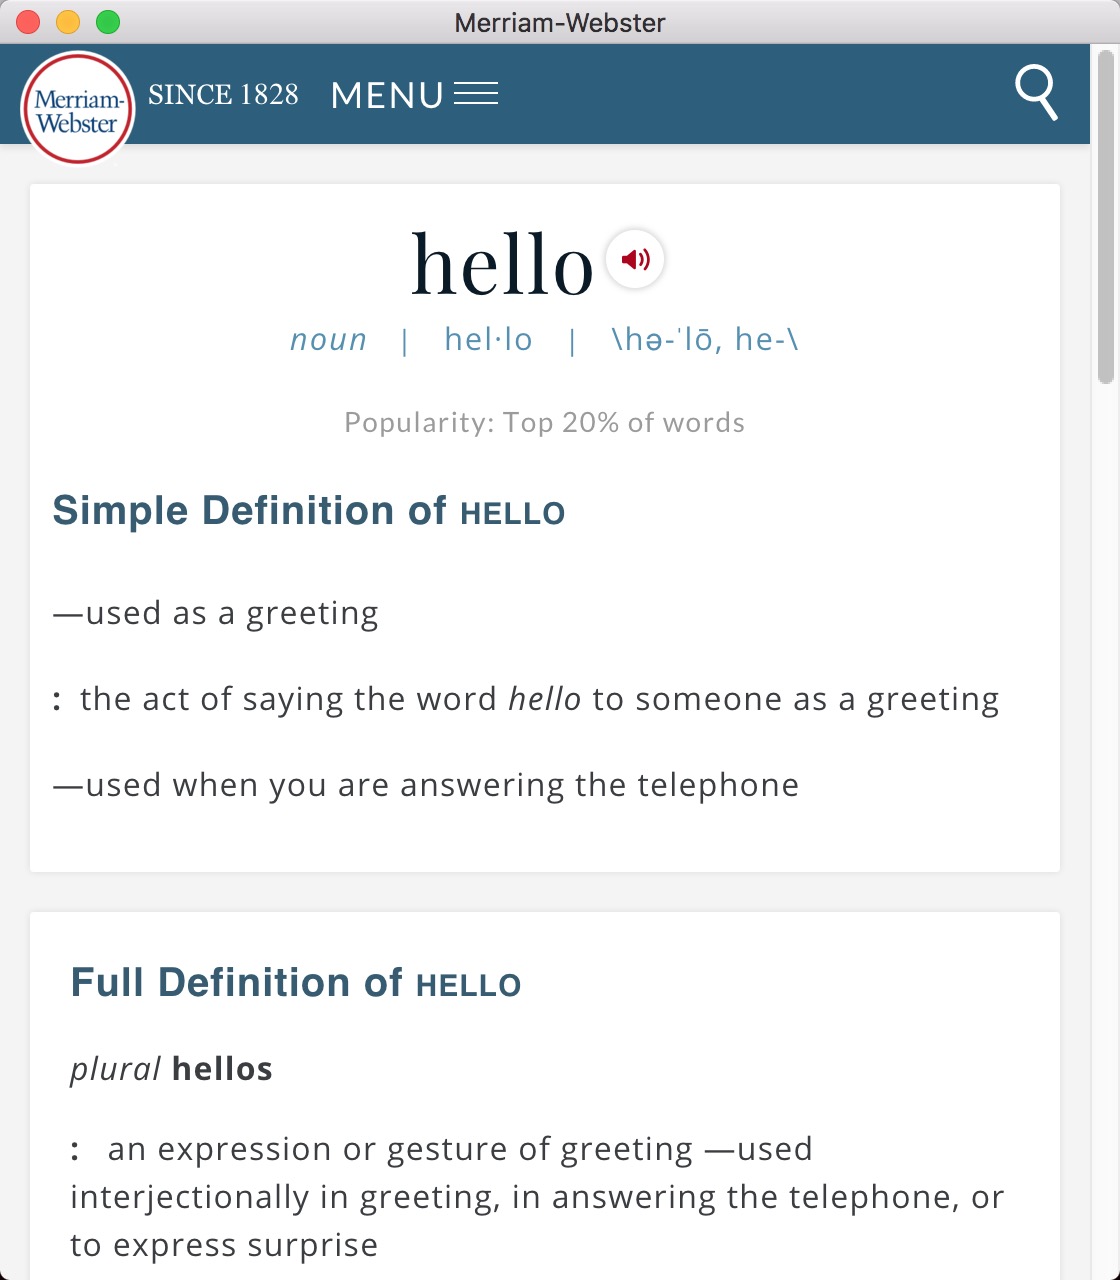 Merriam-Webster
Merriam-
Webster
SINCE 1828 MENU
hello
noun | hel·lo | \hə-ˈlō, he-\
Popularity: Top 20% of words
Simple Definition of HELLO
—used as a greeting
: the act of saying the word hello to someone as a greeting
—used when you are answering the telephone
Full Definition of HELLO
plural hellos
: an expression or gesture of greeting —used
interjectionally in greeting, in answering the telephone, or
to express surprise